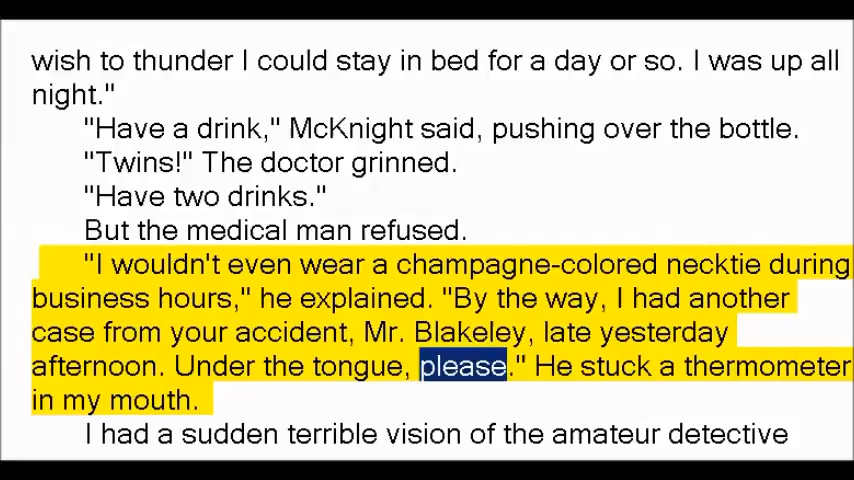 wish to thunder I could stay in bed for a day or so. I was up all
night."
"Have a drink," McKnight said, pushing over the bottle.
"Twins!" The doctor grinned.
"Have two drinks."
But the medical man refused.
"I wouldn't even wear a champagne-colored necktie during
business hours," he explained. "By the way, I had another
case from your accident, Mr. Blakeley, late yesterday
afternoon. Under the tongue, please." He stuck a thermometer
in my mouth.
I had a sudden terrible vision of the amateur detective